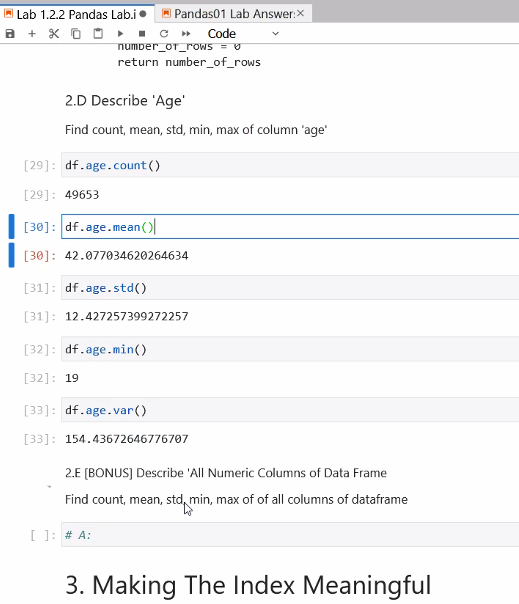 Lab 1.2.2 Pandas Lab.i
Pandas01 Lab Answer:
Code
number_of_rows = 0
return number_of_rows
2.D Describe 'Age'
Find count, mean, std, min, max of column 'age'
[29]: df.age.count()
[29]: 49653
[30]: df.age.mean()
[30]: 42.077034620264634
[31]: df.age.std()
[31]: 12.427257399272257
[32]: df.age.min()
[32]: 19
[33]: df.age.var()
[33]: 154.43672646776707
2.E [BONUS] Describe 'All Numeric Columns of Data Frame
Find count, mean, std, min, max of of all columns of dataframe
[ ]: # A:
3. Making The Index Meaningful